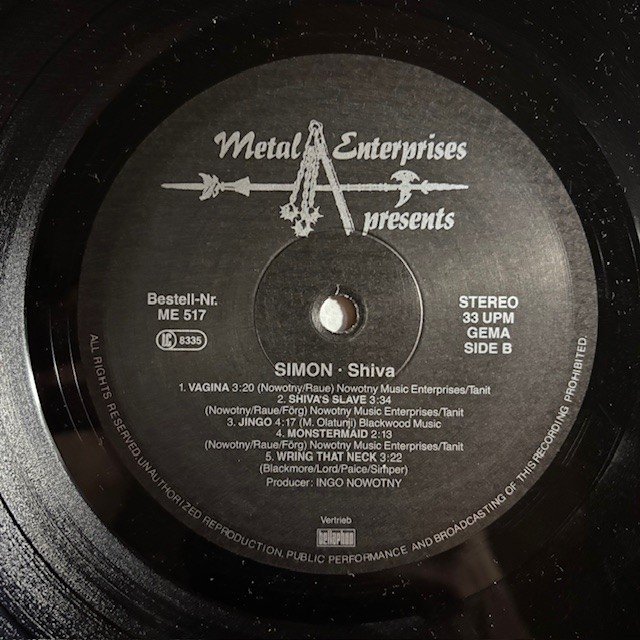 Metal Enterprises
presents
Bestell-Nr.
ME 517
LC 8335
STEREO
33 UPM
GEMA
SIDE B
SIMON · Shiva
1. VAGINA 3:20 (Nowotny/Raue) Nowotny Music Enterprises/Tanit
2. SHIVA'S SLAVE 3:34
(Nowotny/Raue/Förg) Nowotny Music Enterprises/Tanit
3. JINGO 4:17 (M. Olatunji) Blackwood Music
4. MONSTERMAID 2:13
(Nowotny/Raue/Förg) Nowotny Music Enterprises/Tanit
5. WRING THAT NECK 3:22
(Blackmore/Lord/Paice/Simper)
Producer: INGO NOWOTNY
Vertrieb
bellaphon
ALL RIGHTS RESERVED. UNAUTHORIZED REPRODUCTION, PUBLIC PERFORMANCE AND BROADCASTING OF THIS RECORDING PROHIBITED.